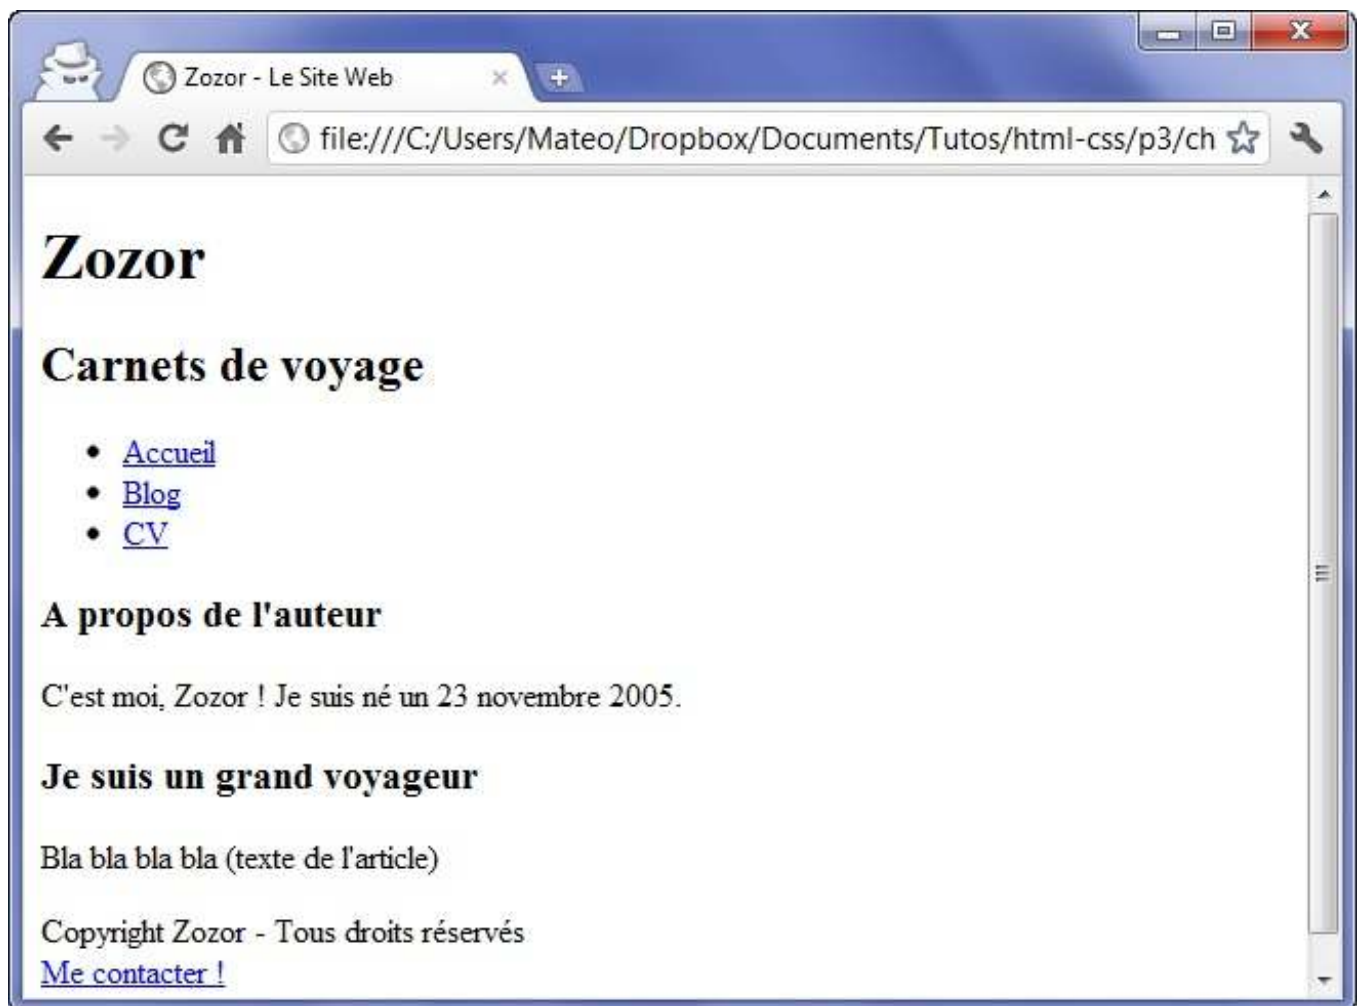 Zozor - Le Site Web
file:///C:/Users/Mateo/Dropbox/Documents/Tutos/html-css/p3/ch
Zozor
Carnets de voyage
Accueil
Blog
CV
A propos de l'auteur
C'est moi, Zozor ! Je suis né un 23 novembre 2005.
Je suis un grand voyageur
Bla bla bla bla (texte de l'article)
Copyright Zozor - Tous droits réservés
Me contacter !